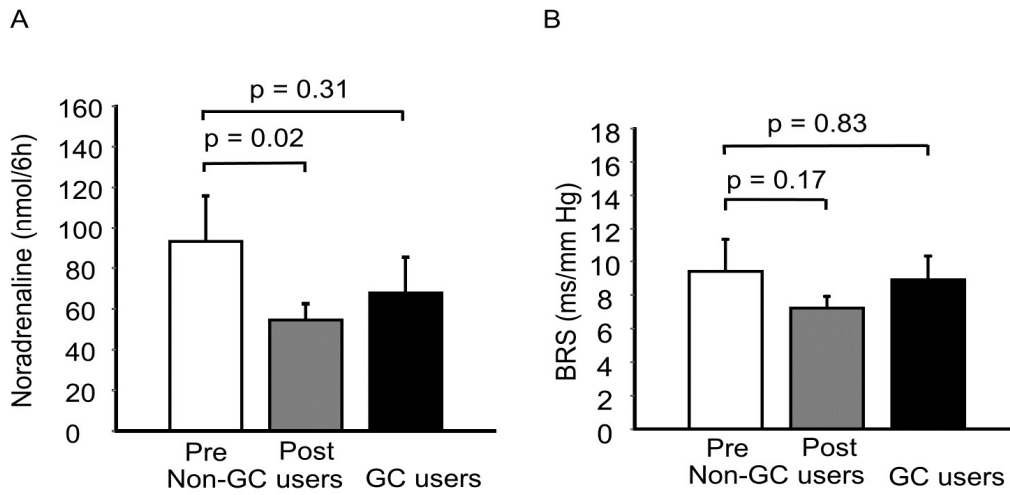 A
Noradrenaline (nmol/6h)
160
140
120
100
80
60
40
20
0
p = 0.31
p = 0.02
Pre
Post
Non-GC users
GC users
B
BRS (ms/mm Hg)
18
16
14
12
10
8
6
4
2
0
p = 0.83
p = 0.17
Pre
Post
Non-GC users
GC users